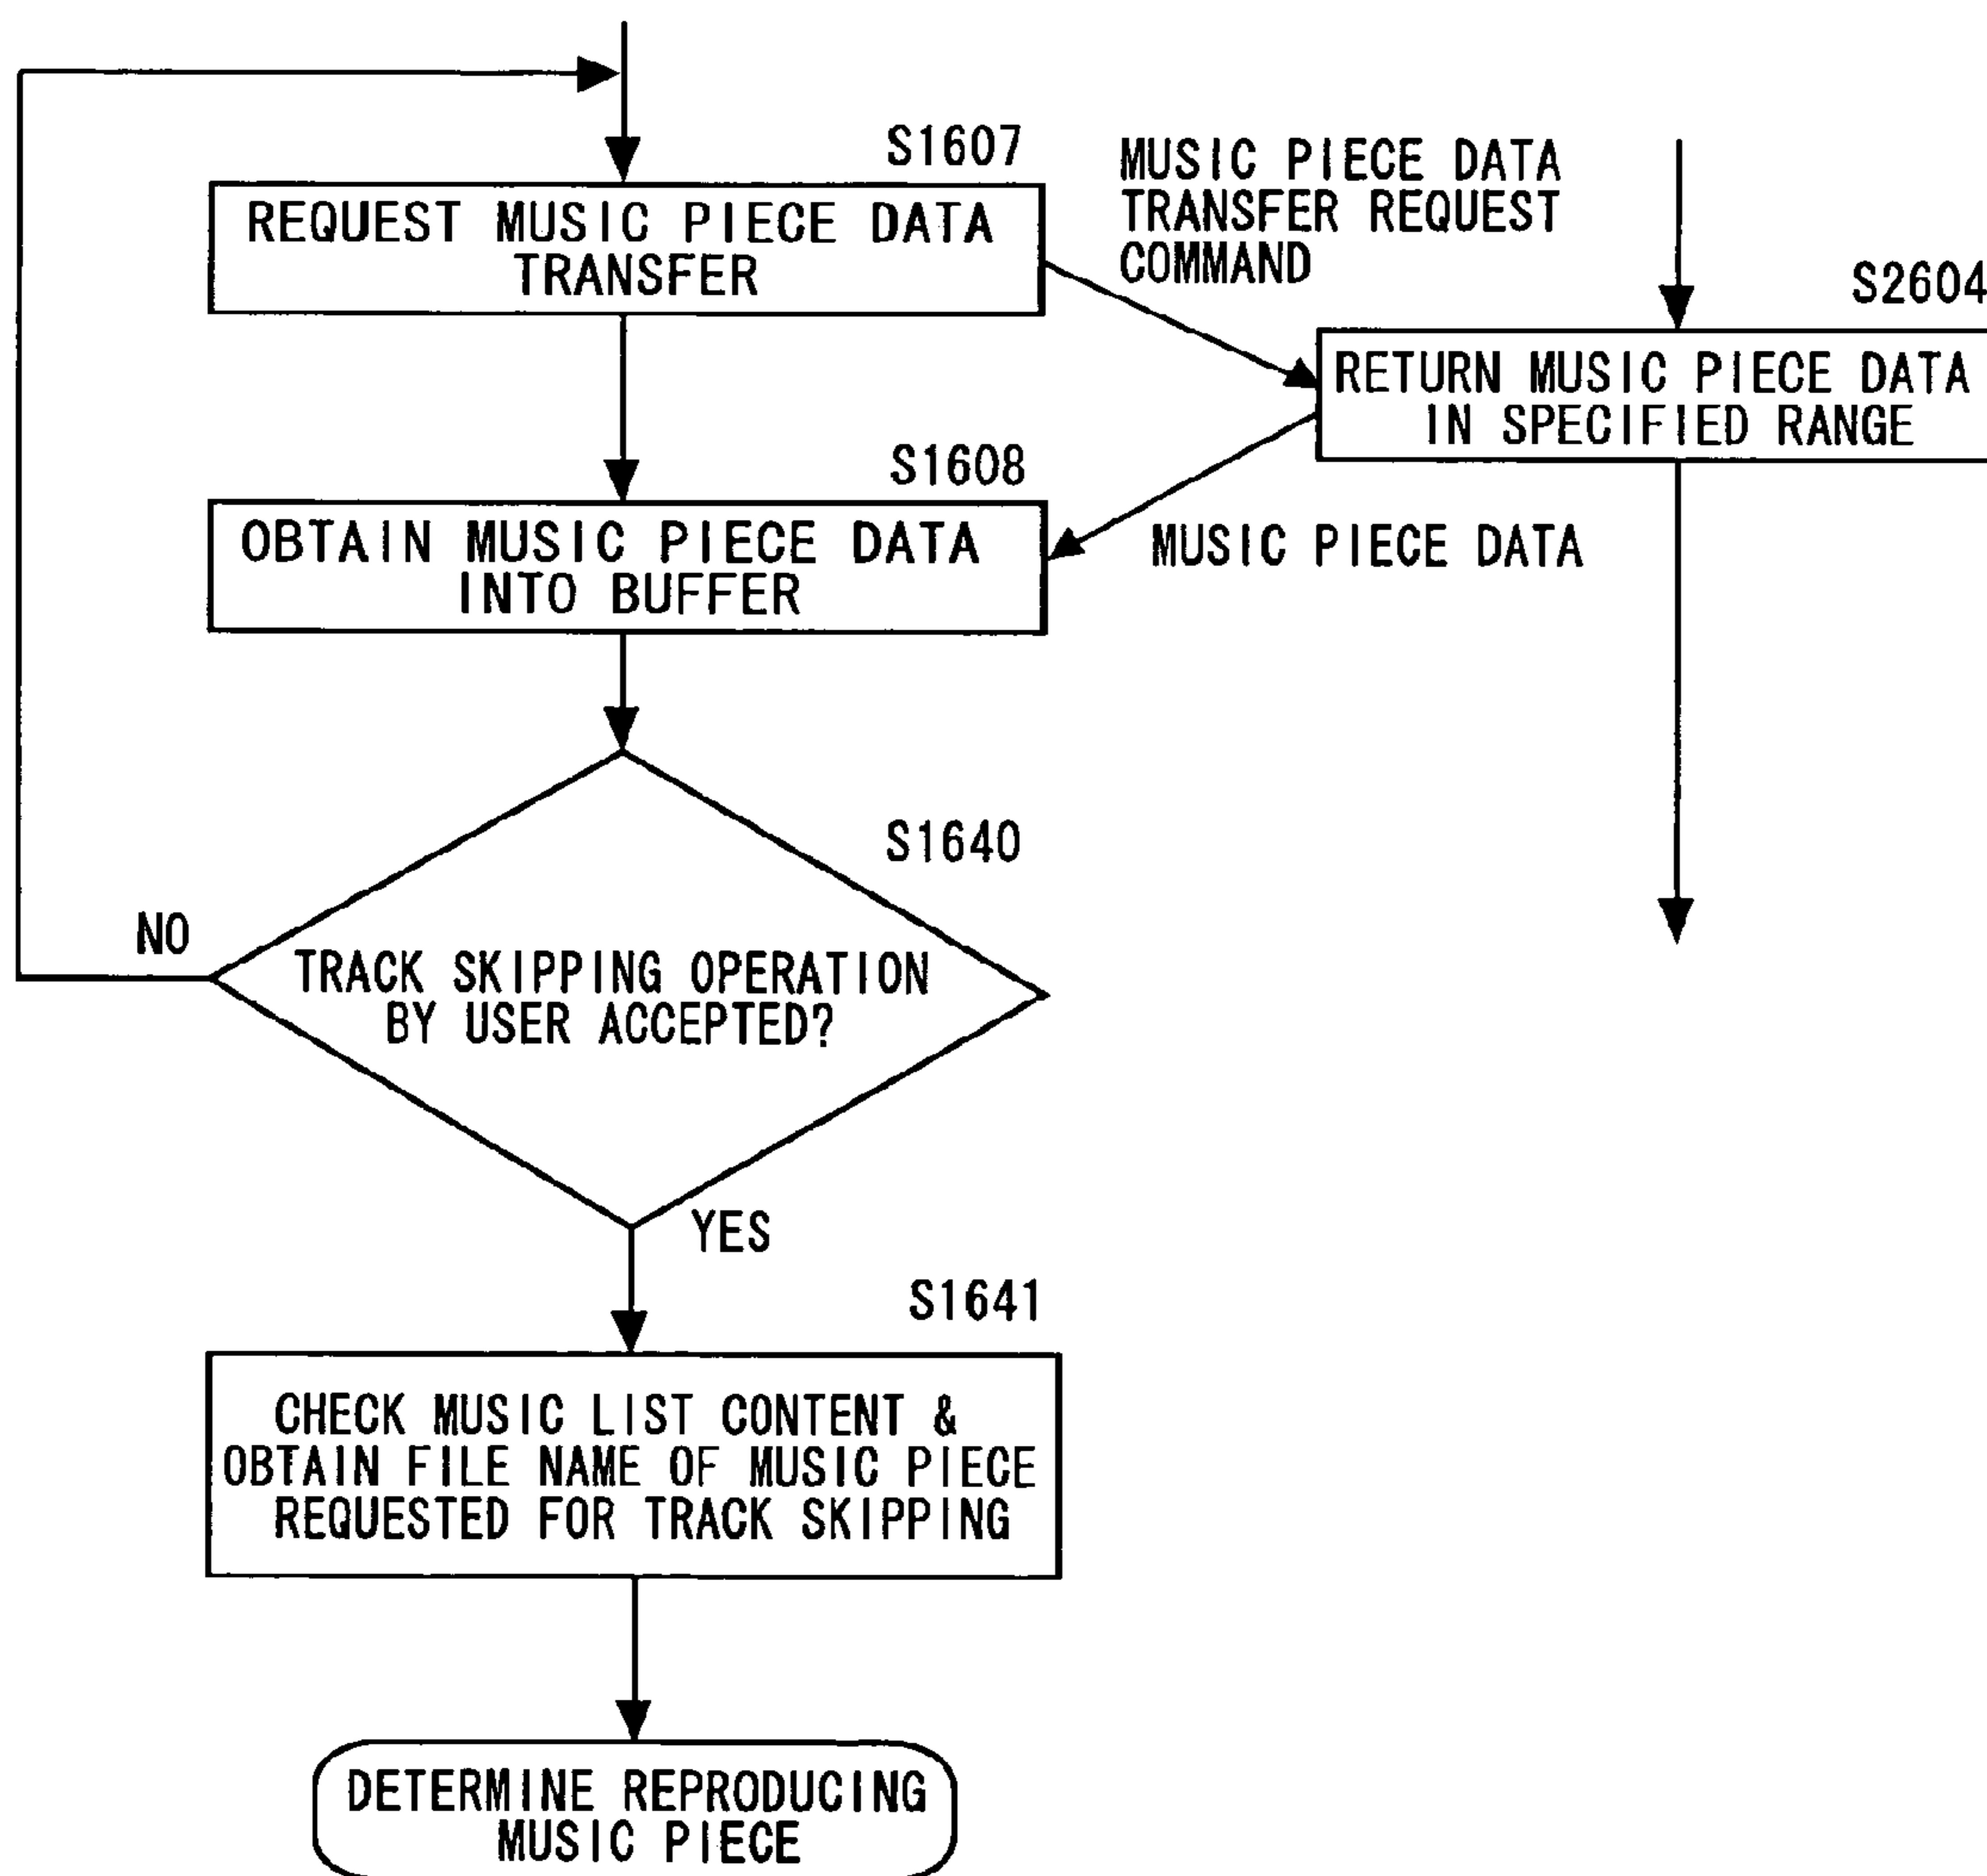 S1607
REQUEST MUSIC PIECE DATA
TRANSFER
MUSIC PIECE DATA
TRANSFER REQUEST
COMMAND
S2604
RETURN MUSIC PIECE DATA
IN SPECIFIED RANGE
S1608
OBTAIN MUSIC PIECE DATA
INTO BUFFER
MUSIC PIECE DATA
S1640
NO
TRACK SKIPPING OPERATION
BY USER ACCEPTED?
YES
S1641
CHECK MUSIC LIST CONTENT &
OBTAIN FILE NAME OF MUSIC PIECE
REQUESTED FOR TRACK SKIPPING
DETERMINE REPRODUCING
MUSIC PIECE